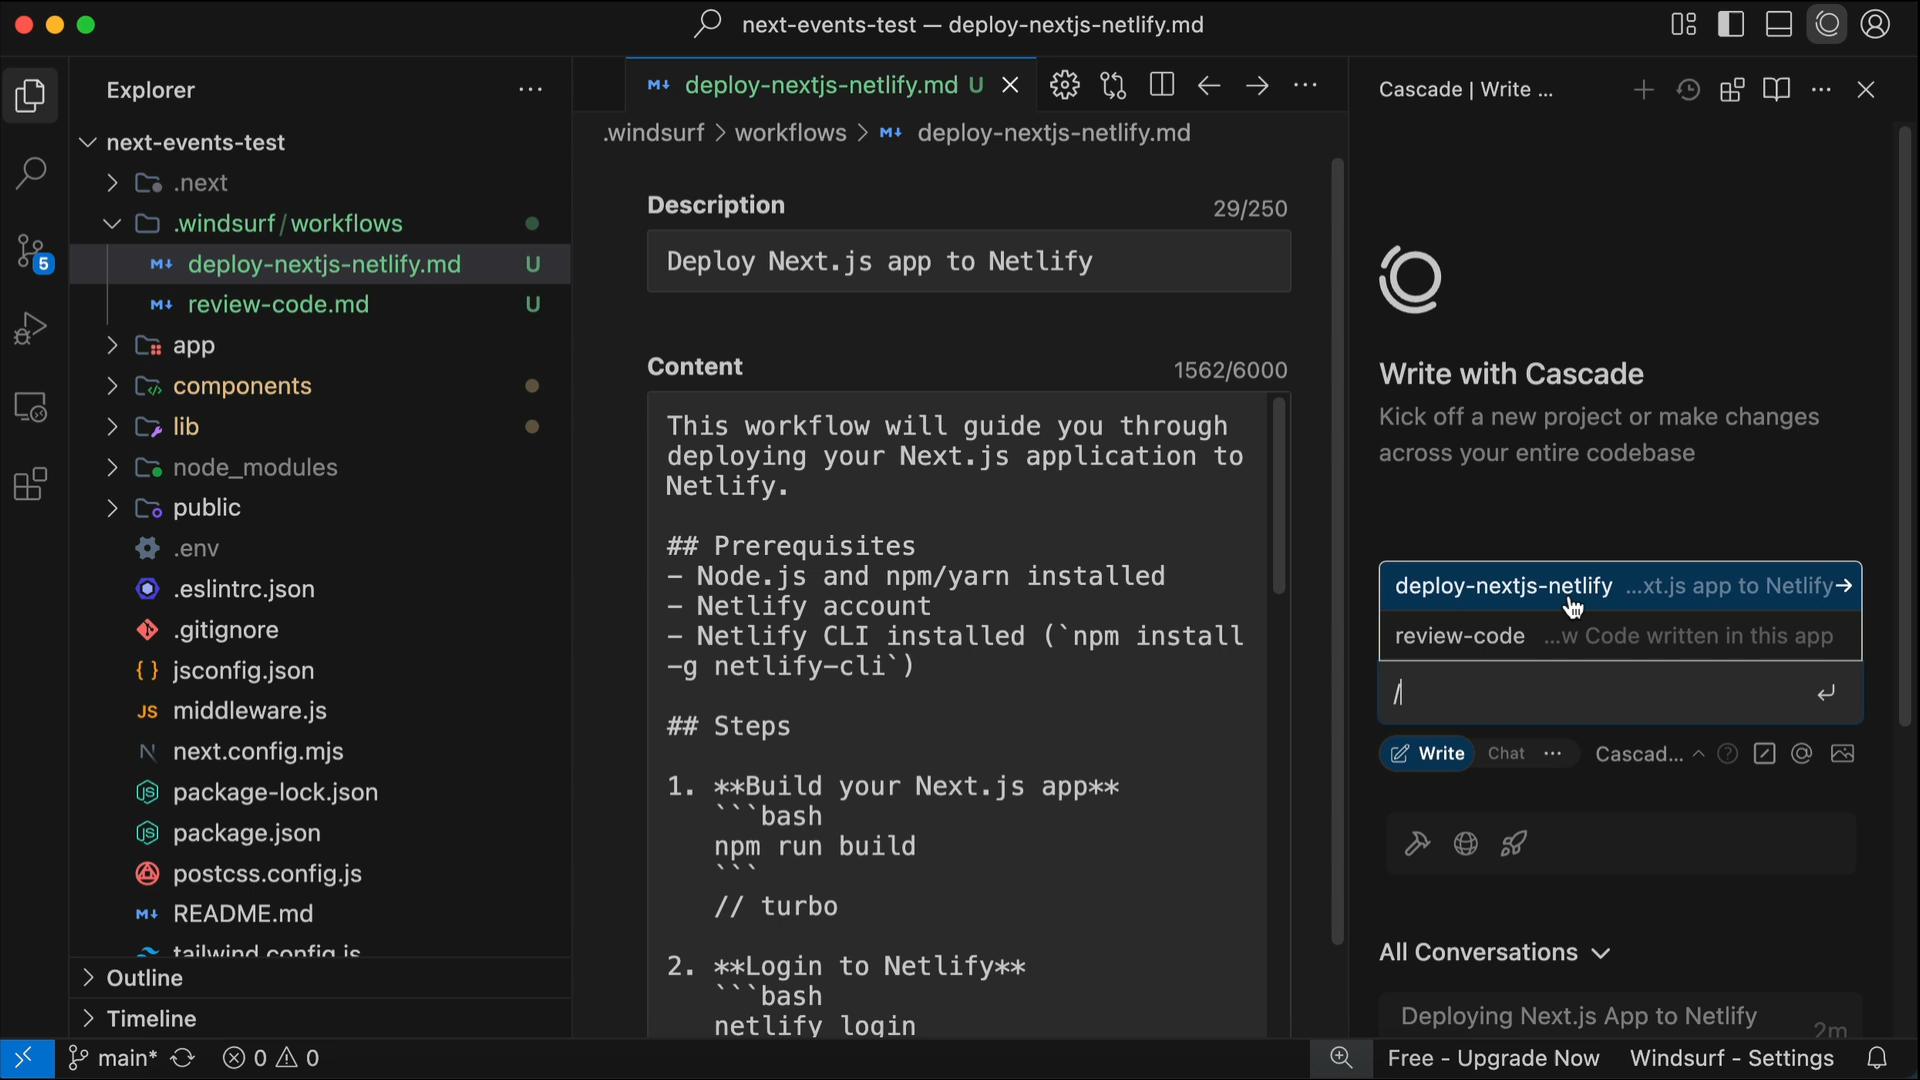 next-events-test — deploy-nextjs-netlify.md
Explorer
next-events-test
.next
.windsurf / workflows
deploy-nextjs-netlify.md U
review-code.md U
app
components
lib
node_modules
public
.env
.eslintrc.json
.gitignore
{ } jsconfig.json
JS middleware.js
next.config.mjs
package-lock.json
package.json
postcss.config.js
README.md
tailwind.config.js
Outline
Timeline
5
deploy-nextjs-netlify.md U
.windsurf > workflows > deploy-nextjs-netlify.md
Description
29/250
Deploy Next.js app to Netlify
Content
1562/6000
This workflow will guide you through
deploying your Next.js application to
Netlify.
## Prerequisites
- Node.js and npm/yarn installed
- Netlify account
- Netlify CLI installed (`npm install
-g netlify-cli`)
## Steps
1. **Build your Next.js app**
```bash
npm run build
```
// turbo
2. **Login to Netlify**
```bash
netlify login
Cascade | Write ...
Write with Cascade
Kick off a new project or make changes
across your entire codebase
deploy-nextjs-netlify ...xt.js app to Netlify
review-code ...w Code written in this app
/
Write Chat ... Cascad...
All Conversations
Deploying Next.js App to Netlify
2m
main* 0 0
Free - Upgrade Now
Windsurf - Settings